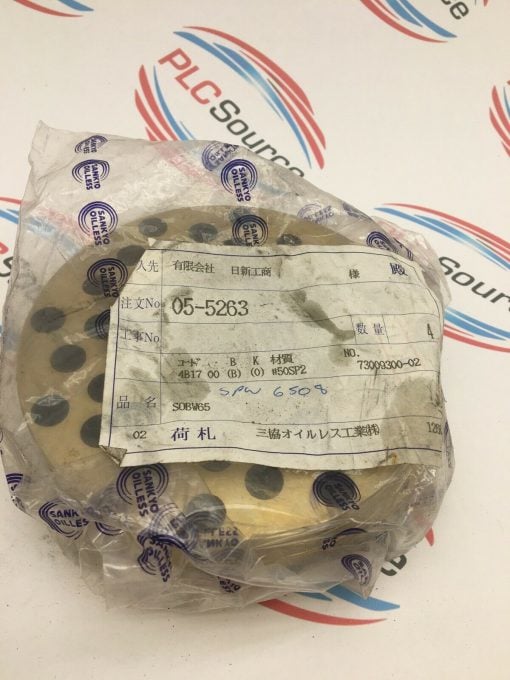 PLC Source
SANKYO OILLESS
入先 有限会社 日新工商 様 殿
注文No. 05-5263
工事No. 数量 4
コード B K 材質 NO.
4B17 00 (B) (O) #50SP2 73009300-02
SPW 6508
品名 SOBW65
02 荷札 三協オイルレス工業(株)